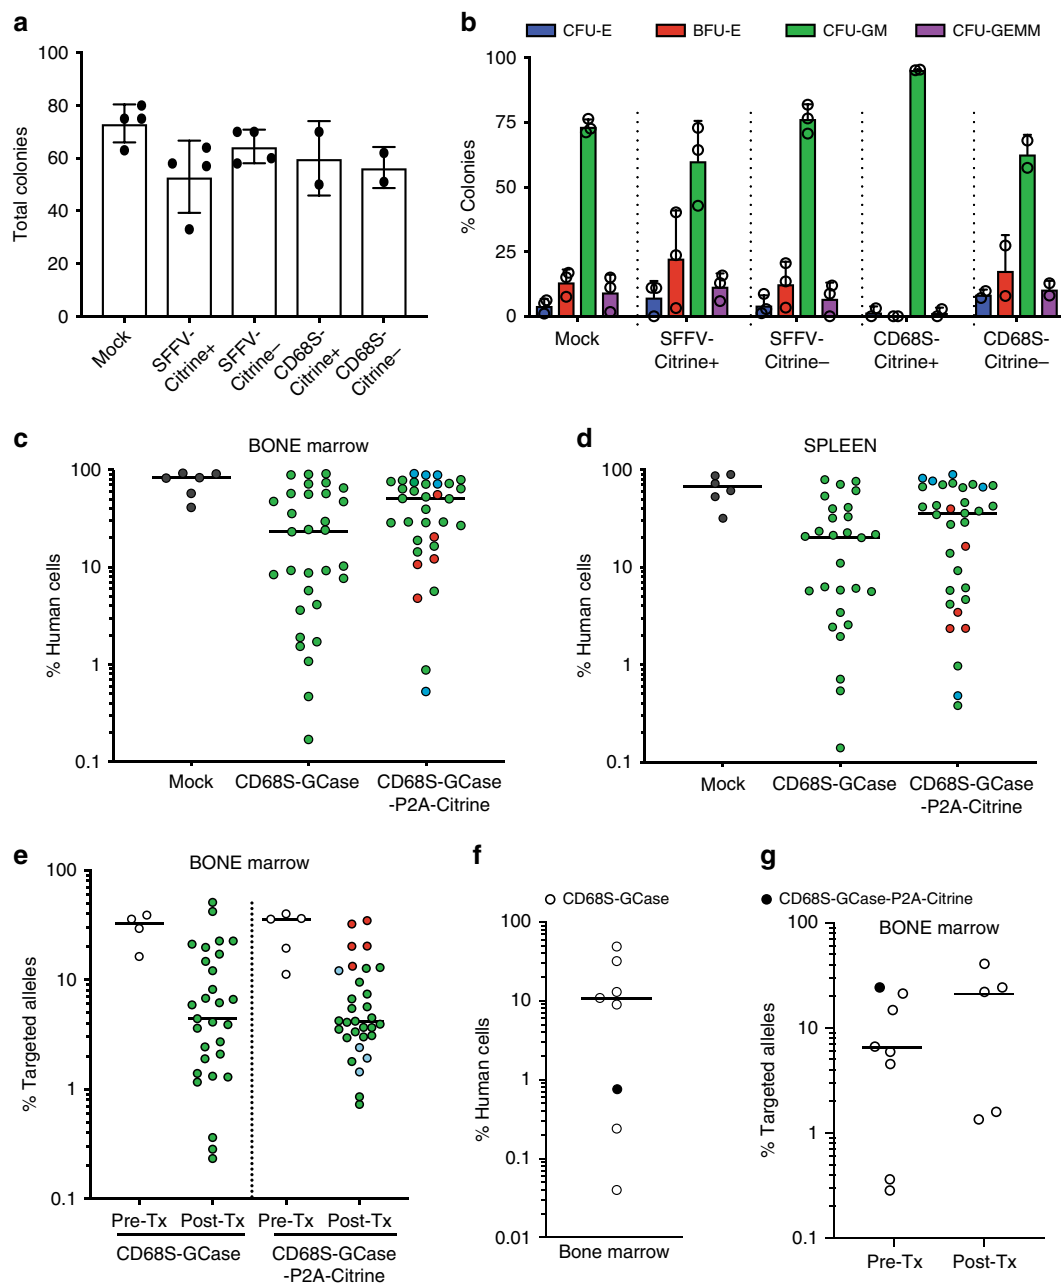 a
100
80
60
40
20
0
Total colonies
Mock
SFFV-
Citrine+
SFFV-
Citrine–
CD68S-
Citrine+
CD68S-
Citrine–
b
CFU-E
BFU-E
CFU-GM
CFU-GEMM
100
75
50
25
0
% Colonies
Mock
SFFV-
Citrine+
SFFV-
Citrine–
CD68S-
Citrine+
CD68S-
Citrine–
c
BONE marrow
100
10
1
0.1
% Human cells
Mock
CD68S-GCase
CD68S-GCase
-P2A-Citrine
d
SPLEEN
100
10
1
0.1
% Human cells
Mock
CD68S-GCase
CD68S-GCase
-P2A-Citrine
e
BONE marrow
100
10
1
0.1
% Targeted alleles
Pre-Tx
Post-Tx
Pre-Tx
Post-Tx
CD68S-GCase
CD68S-GCase
-P2A-Citrine
f
CD68S-GCase
100
10
1
0.1
0.01
% Human cells
Bone marrow
g
CD68S-GCase-P2A-Citrine
BONE marrow
100
10
1
0.1
% Targeted alleles
Pre-Tx
Post-Tx